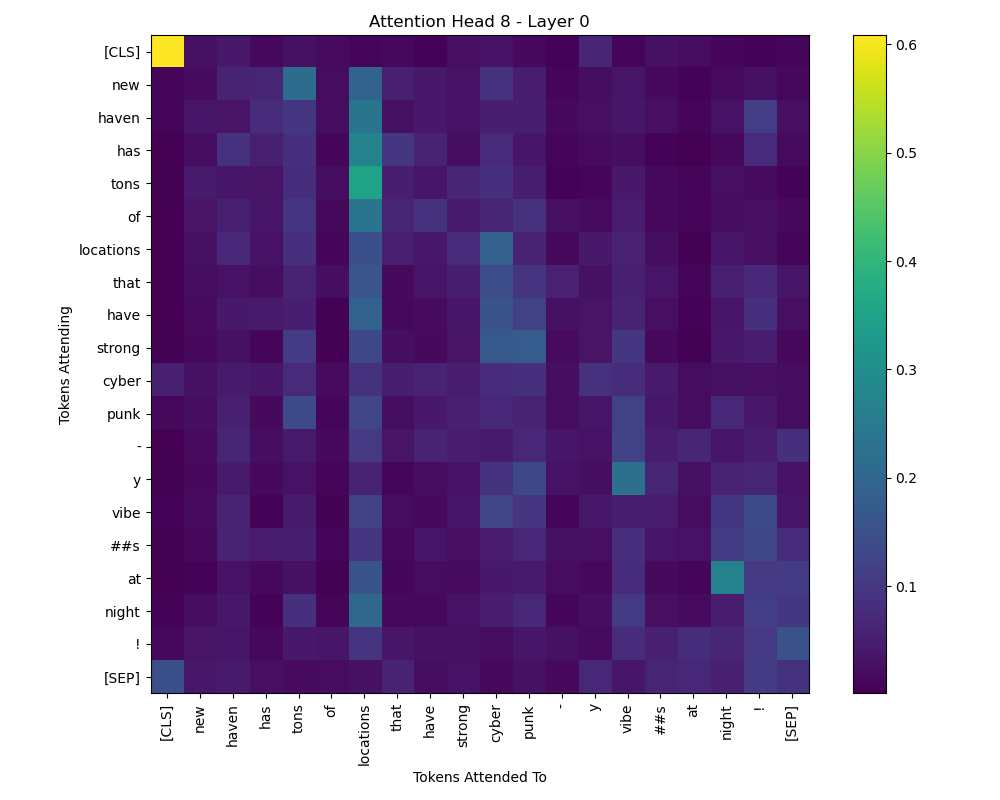 Attention Head 8 - Layer 0
[CLS]
new
haven
has
tons
of
locations
that
have
strong
cyber
punk
-
y
vibe
##s
at
night
!
[SEP]
Tokens Attending
[CLS]
new
haven
has
tons
of
locations
that
have
strong
cyber
punk
-
y
vibe
##s
at
night
!
[SEP]
Tokens Attended To
0.6
0.5
0.4
0.3
0.2
0.1